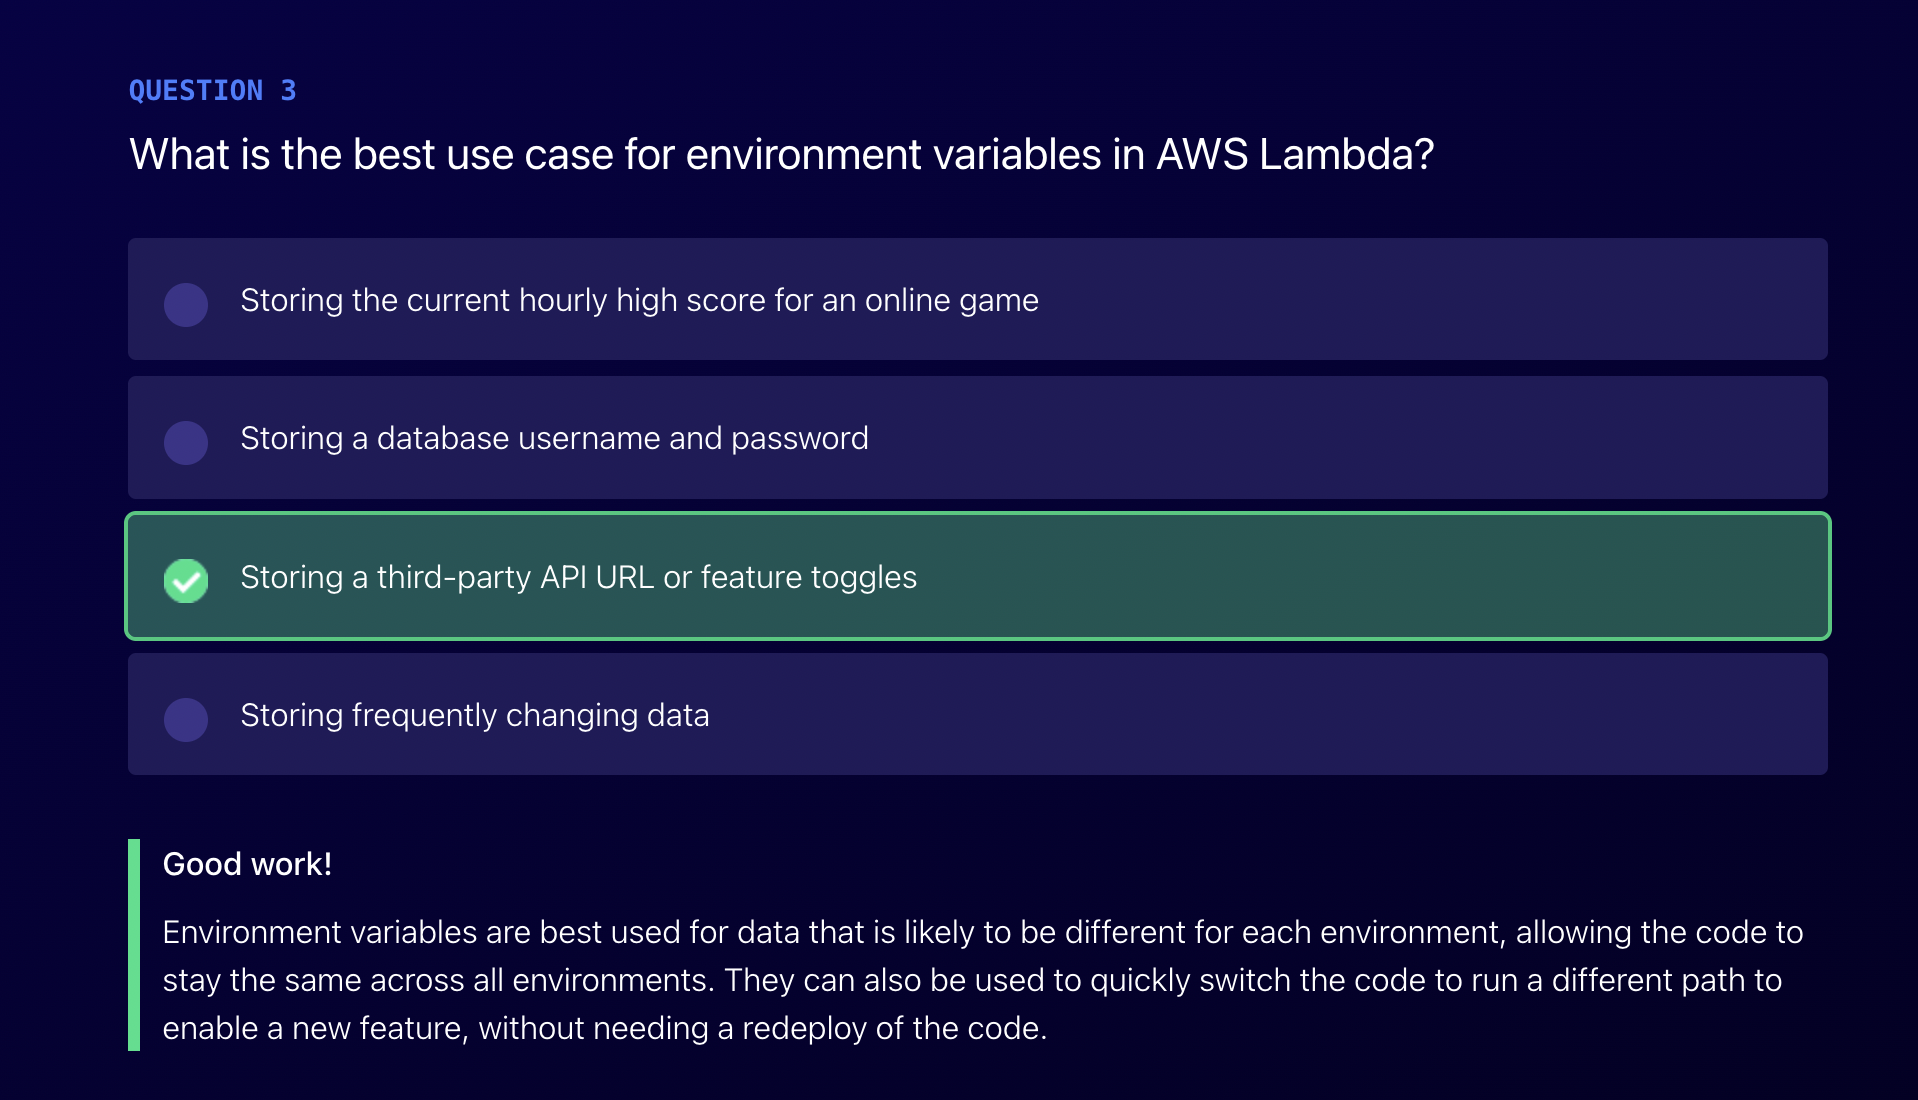 QUESTION 3
What is the best use case for environment variables in AWS Lambda?
Storing the current hourly high score for an online game
Storing a database username and password
Storing a third-party API URL or feature toggles
Storing frequently changing data
Good work!
Environment variables are best used for data that is likely to be different for each environment, allowing the code to
stay the same across all environments. They can also be used to quickly switch the code to run a different path to
enable a new feature, without needing a redeploy of the code.